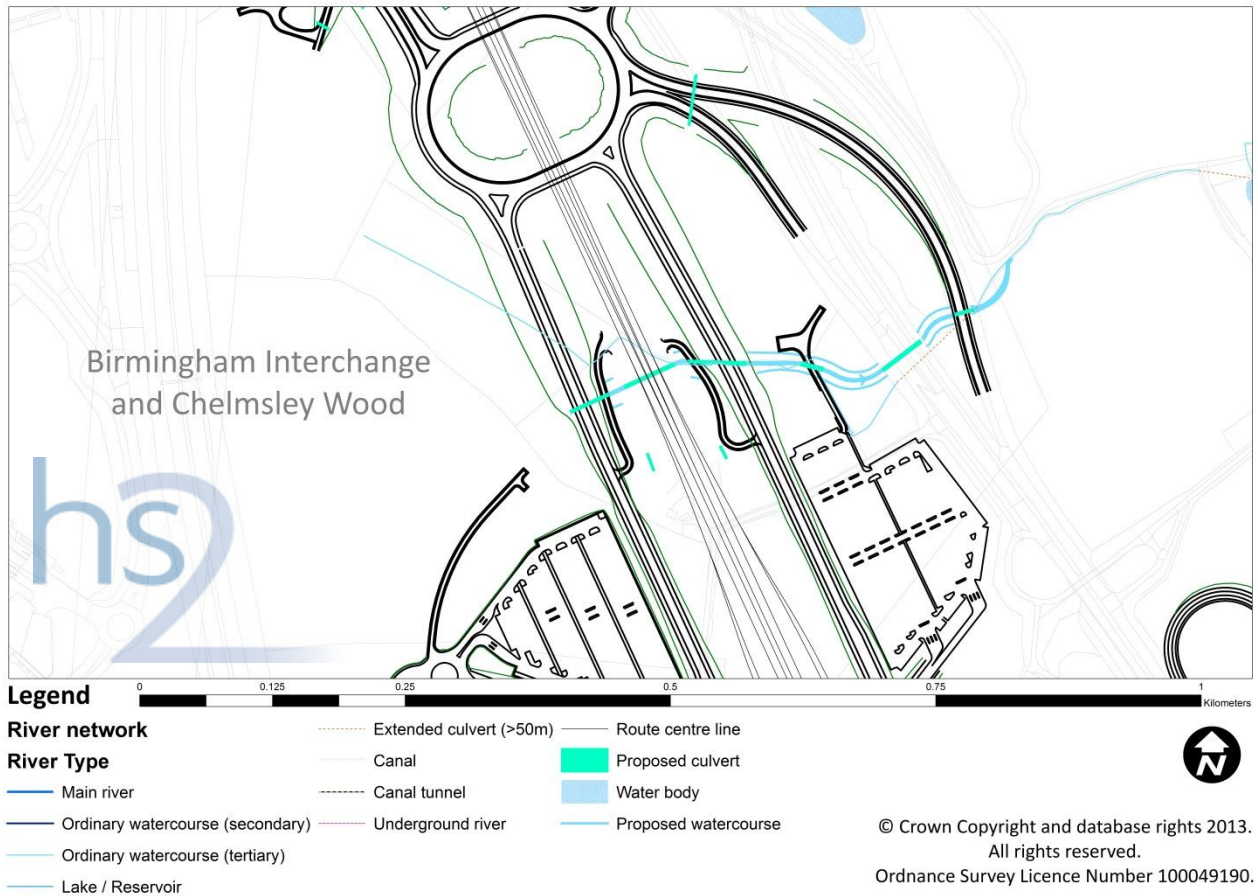 Birmingham Interchange
and Chelmsley Wood
hs2
Legend
0 0.125 0.25 0.5 0.75 1
Kilometers
River network
River Type
Main river
Ordinary watercourse (secondary)
Ordinary watercourse (tertiary)
Lake / Reservoir
Extended culvert (>50m)
Canal
Canal tunnel
Underground river
Route centre line
Proposed culvert
Water body
Proposed watercourse
N
© Crown Copyright and database rights 2013.
All rights reserved.
Ordnance Survey Licence Number 100049190.